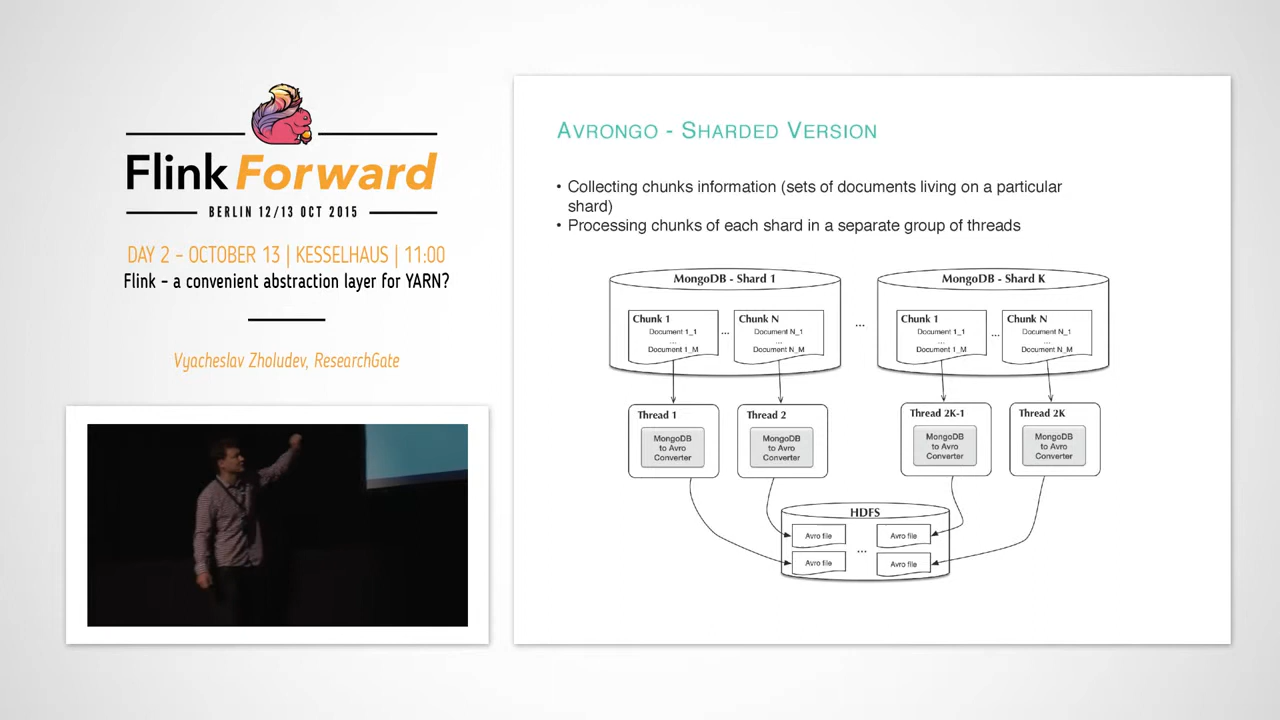 Flink Forward
BERLIN 12/13 OCT 2015
DAY 2 – OCTOBER 13 | KESSELHAUS | 11:00
Flink – a convenient abstraction layer for YARN?
Vyacheslav Zholudev, ResearchGate
AVRONGO - SHARDED VERSION
• Collecting chunks information (sets of documents living on a particular
shard)
• Processing chunks of each shard in a separate group of threads
MongoDB - Shard 1
Chunk 1
Document 1_1
...
Document 1_M
...
Chunk N
Document N_1
...
Document N_M
...
MongoDB - Shard K
Chunk 1
Document 1_1
...
Document 1_M
...
Chunk N
Document N_1
...
Document N_M
Thread 1
MongoDB
to Avro
Converter
Thread 2
MongoDB
to Avro
Converter
Thread 2K-1
MongoDB
to Avro
Converter
Thread 2K
MongoDB
to Avro
Converter
HDFS
Avro file
Avro file
...
Avro file
Avro file